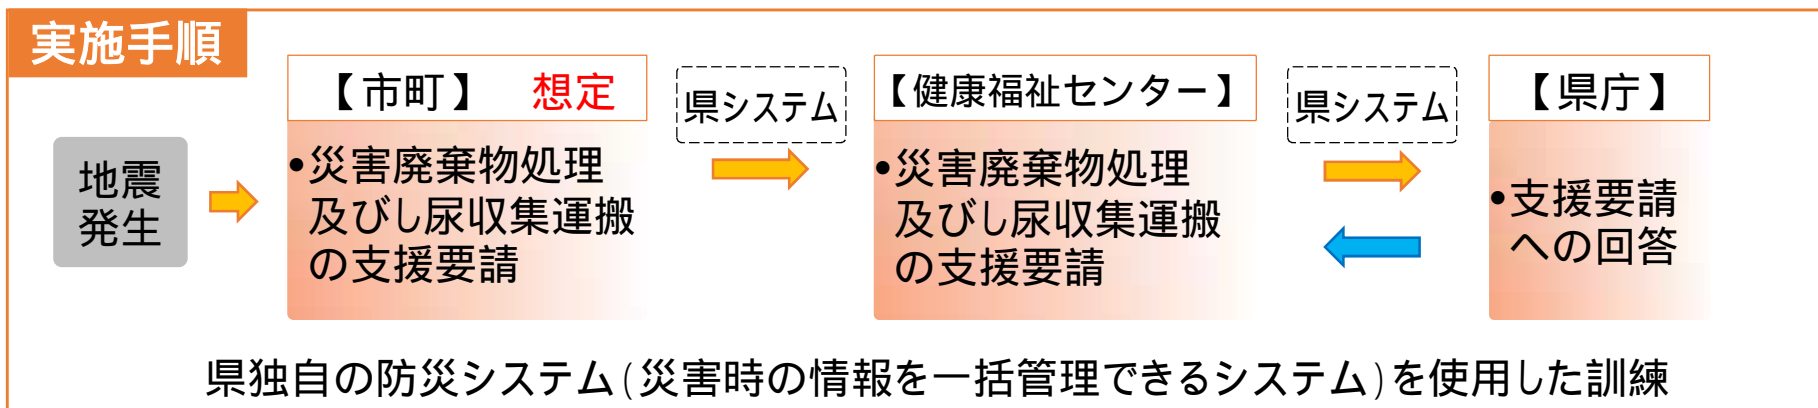 実施手順
地震
発生
【市町】 想定
•災害廃棄物処理
及びし尿収集運搬
の支援要請
県システム
【健康福祉センター】
•災害廃棄物処理
及びし尿収集運搬
の支援要請
県システム
【県庁】
•支援要請
への回答
県独自の防災システム(災害時の情報を一括管理できるシステム)を使用した訓練